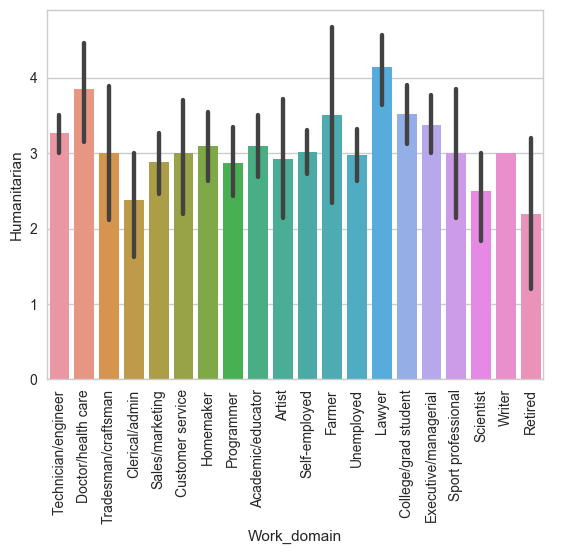 4
3
2
1
0
Humanitarian
Technician/engineer
Doctor/health care
Tradesman/craftsman
Clerical/admin
Sales/marketing
Customer service
Homemaker
Programmer
Academic/educator
Artist
Self-employed
Farmer
Unemployed
Lawyer
College/grad student
Executive/managerial
Sport professional
Scientist
Writer
Retired
Work_domain